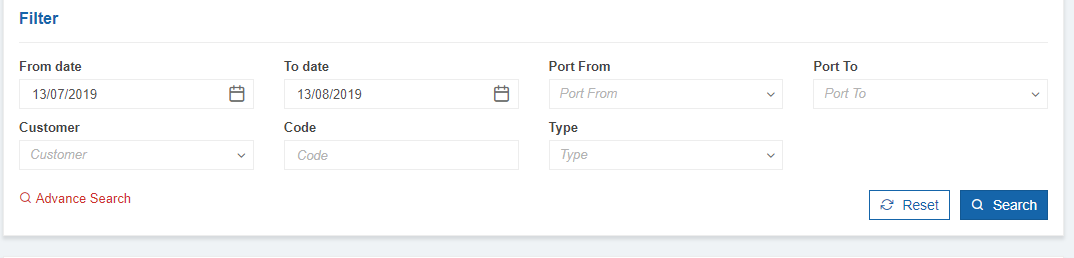 Filter
From date To date Port From Port To
13/07/2019 13/08/2019 Port From Port To
Customer Code Type
Customer Code Type
Advance Search
Reset Search